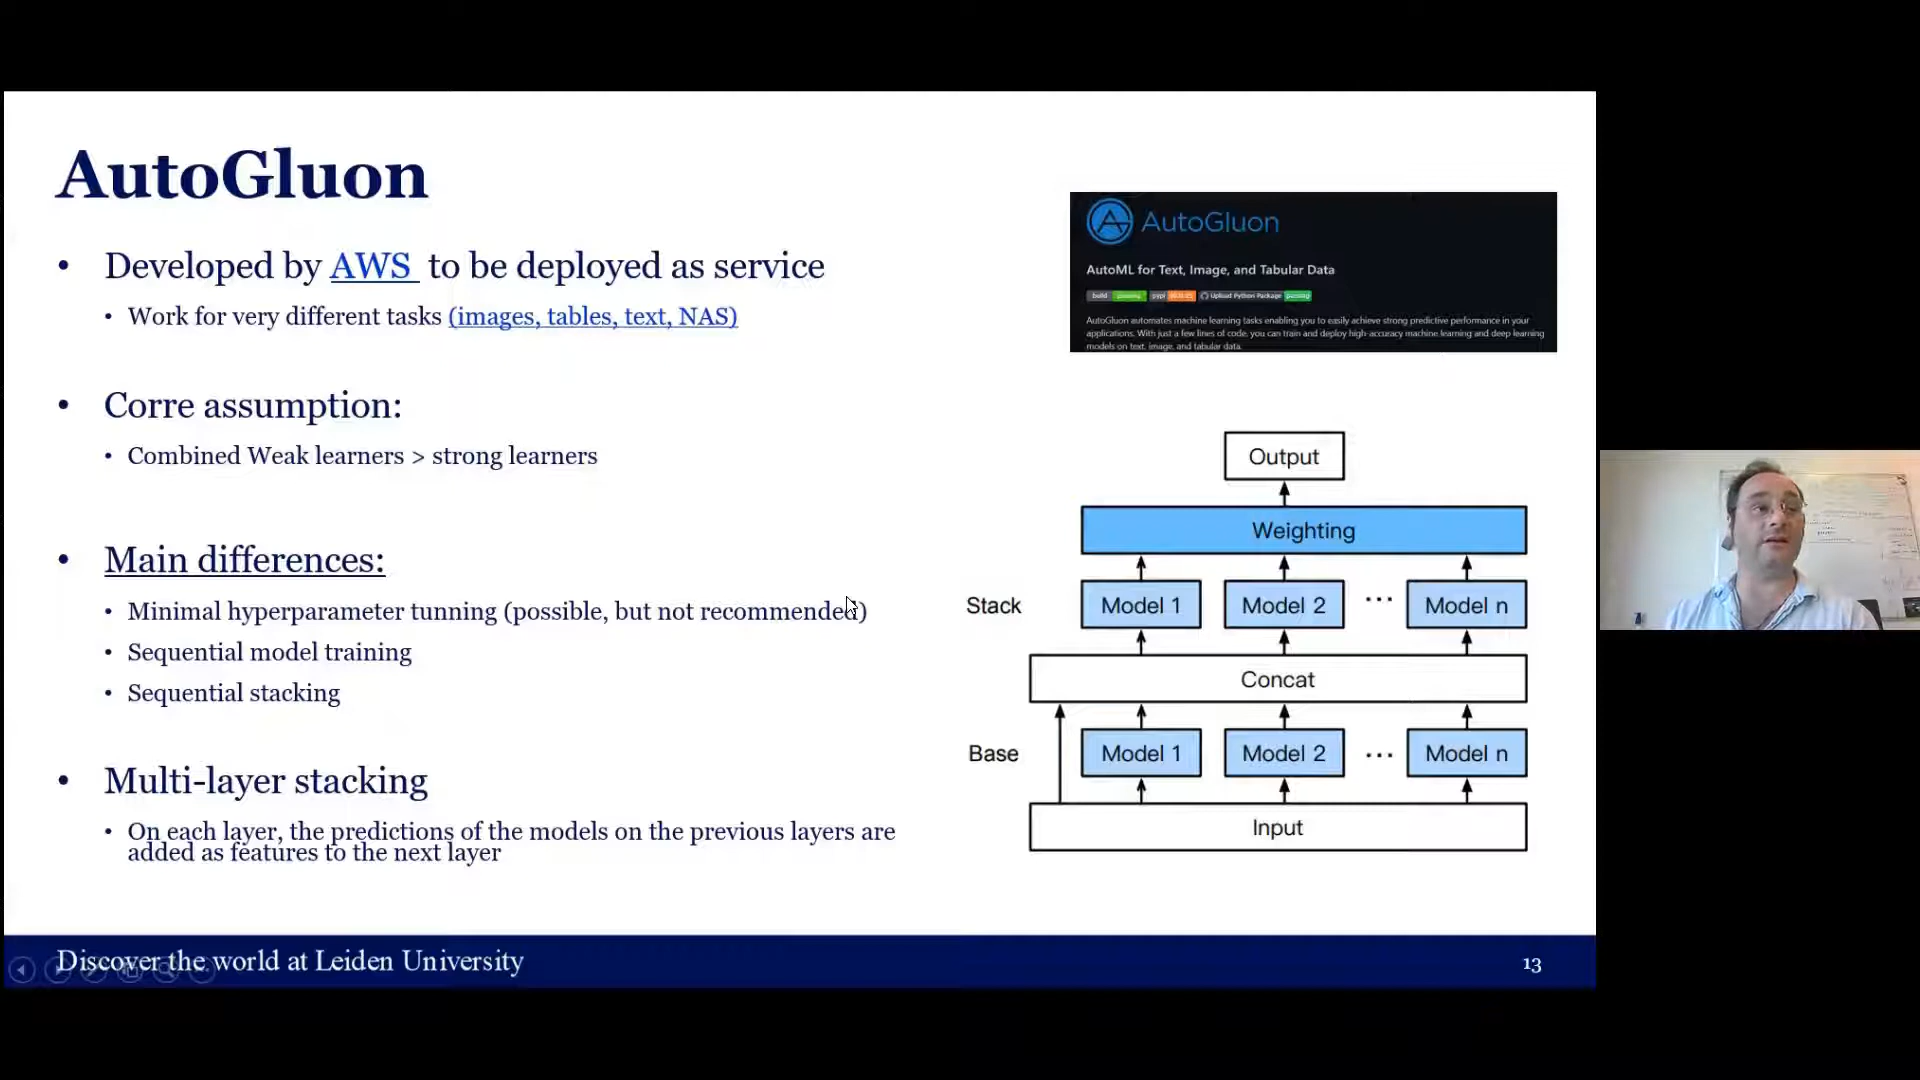 AutoGluon
• Developed by AWS to be deployed as service
• Work for very different tasks (images, tables, text, NAS)
• Corre assumption:
• Combined Weak learners > strong learners
• Main differences:
• Minimal hyperparameter tunning (possible, but not recommended)
• Sequential model training
• Sequential stacking
• Multi-layer stacking
• On each layer, the predictions of the models on the previous layers are
added as features to the next layer
AutoGluon
AutoML for Text, Image, and Tabular Data
build passing pypi Upload Python Package passing
AutoGluon automates machine learning tasks enabling you to easily achieve strong predictive performance in your
applications. With just a few lines of code, you can train and deploy high-accuracy machine learning and deep learning
models on text, image, and tabular data.
Output
Weighting
Stack Model 1 Model 2 ··· Model n
Concat
Base Model 1 Model 2 ··· Model n
Input
Discover the world at Leiden University
13